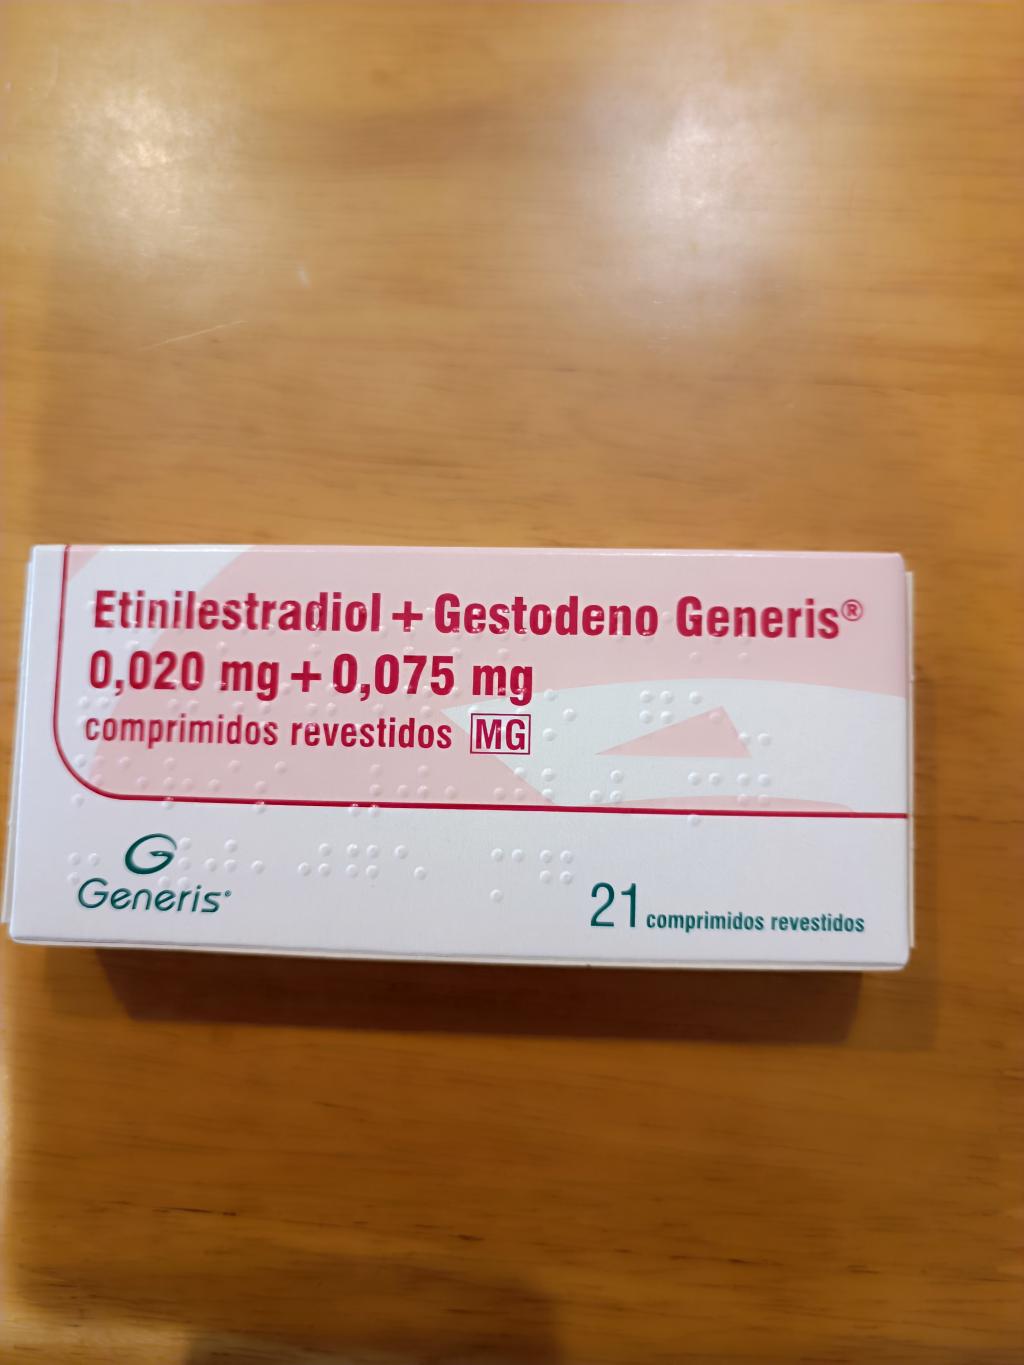 Etinilestradiol + Gestodeno Generis®
0,020 mg + 0,075 mg
comprimidos revestidos MG
G
Generis®
21 comprimidos revestidos